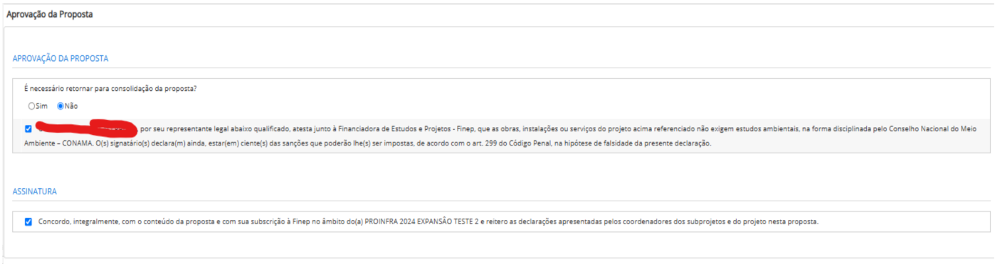 Aprovação da Proposta
APROVAÇÃO DA PROPOSTA
É necessário retornar para consolidação da proposta?
Sim Não
por seu representante legal abaixo qualificado, atesta junto à Financiadora de Estudos e Projetos - Finep, que as obras, instalações ou serviços do projeto acima referenciado não exigem estudos ambientais, na forma disciplinada pelo Conselho Nacional do Meio
Ambiente – CONAMA. O(s) signatário(s) declara(m) ainda, estar(em) ciente(s) das sanções que poderão lhe(s) ser impostas, de acordo com o art. 299 do Código Penal, na hipótese de falsidade da presente declaração.
ASSINATURA
Concordo, integralmente, com o conteúdo da proposta e com sua subscrição à Finep no âmbito do(a) PROINFRA 2024 EXPANSÂO TESTE 2 e reitero as declarações apresentadas pelos coordenadores dos subprojetos e do projeto nesta proposta.